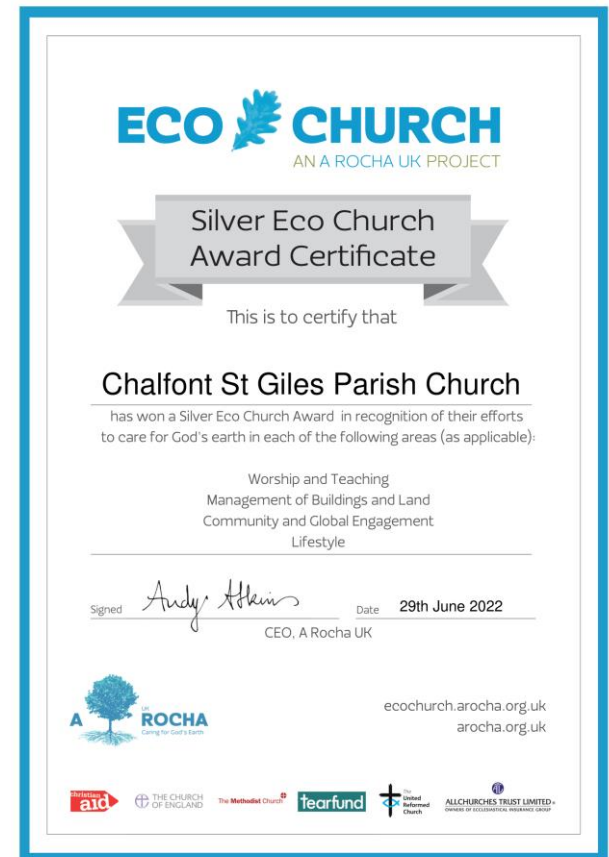 ECO CHURCH
AN A ROCHA UK PROJECT
Silver Eco Church
Award Certificate
This is to certify that
Chalfont St Giles Parish Church
has won a Silver Eco Church Award in recognition of their efforts
to care for God's earth in each of the following areas (as applicable):
Worship and Teaching
Management of Buildings and Land
Community and Global Engagement
Lifestyle
Signed Andy Atkins Date 29th June 2022
CEO, A Rocha UK
UK
A ROCHA
Caring for God's Earth
ecochurch.arocha.org.uk
arocha.org.uk
christian aid
THE CHURCH OF ENGLAND
The Methodist Church
tearfund
The United Reformed Church
ALLCHURCHES TRUST LIMITED
OWNERS OF ECCLESIASTICAL INSURANCE GROUP